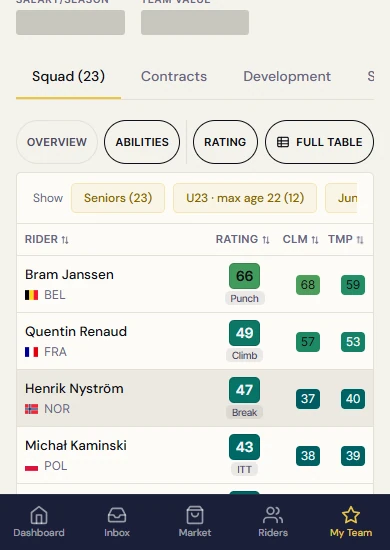 SALARY/SEASON TEAM VALUE
Squad (23) Contracts Development S
OVERVIEW ABILITIES RATING FULL TABLE
Show Seniors (23) U23 · max age 22 (12) Jun
RIDER ⇅ RATING ⇅ CLM ⇅ TMP ⇅
Bram Janssen 66 68 59
BEL Punch
Quentin Renaud 49 57 53
FRA Climb
Henrik Nyström 47 37 40
NOR Break
Michał Kaminski 43 38 39
POL ITT
Dashboard Inbox Market Riders My Team